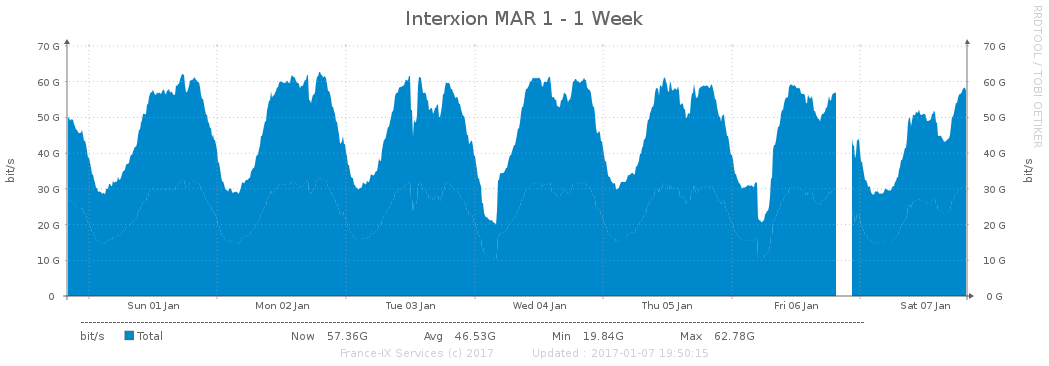 Interxion MAR 1 - 1 Week
RRDTOOL / TOBI OETIKER
bit/s
bit/s
70 G
60 G
50 G
40 G
30 G
20 G
10 G
0
70 G
60 G
50 G
40 G
30 G
20 G
10 G
0 G
Sun 01 Jan Mon 02 Jan Tue 03 Jan Wed 04 Jan Thu 05 Jan Fri 06 Jan Sat 07 Jan
bit/s Total Now 57.36G Avg 46.53G Min 19.84G Max 62.78G
France-IX Services (c) 2017 Updated : 2017-01-07 19:50:15